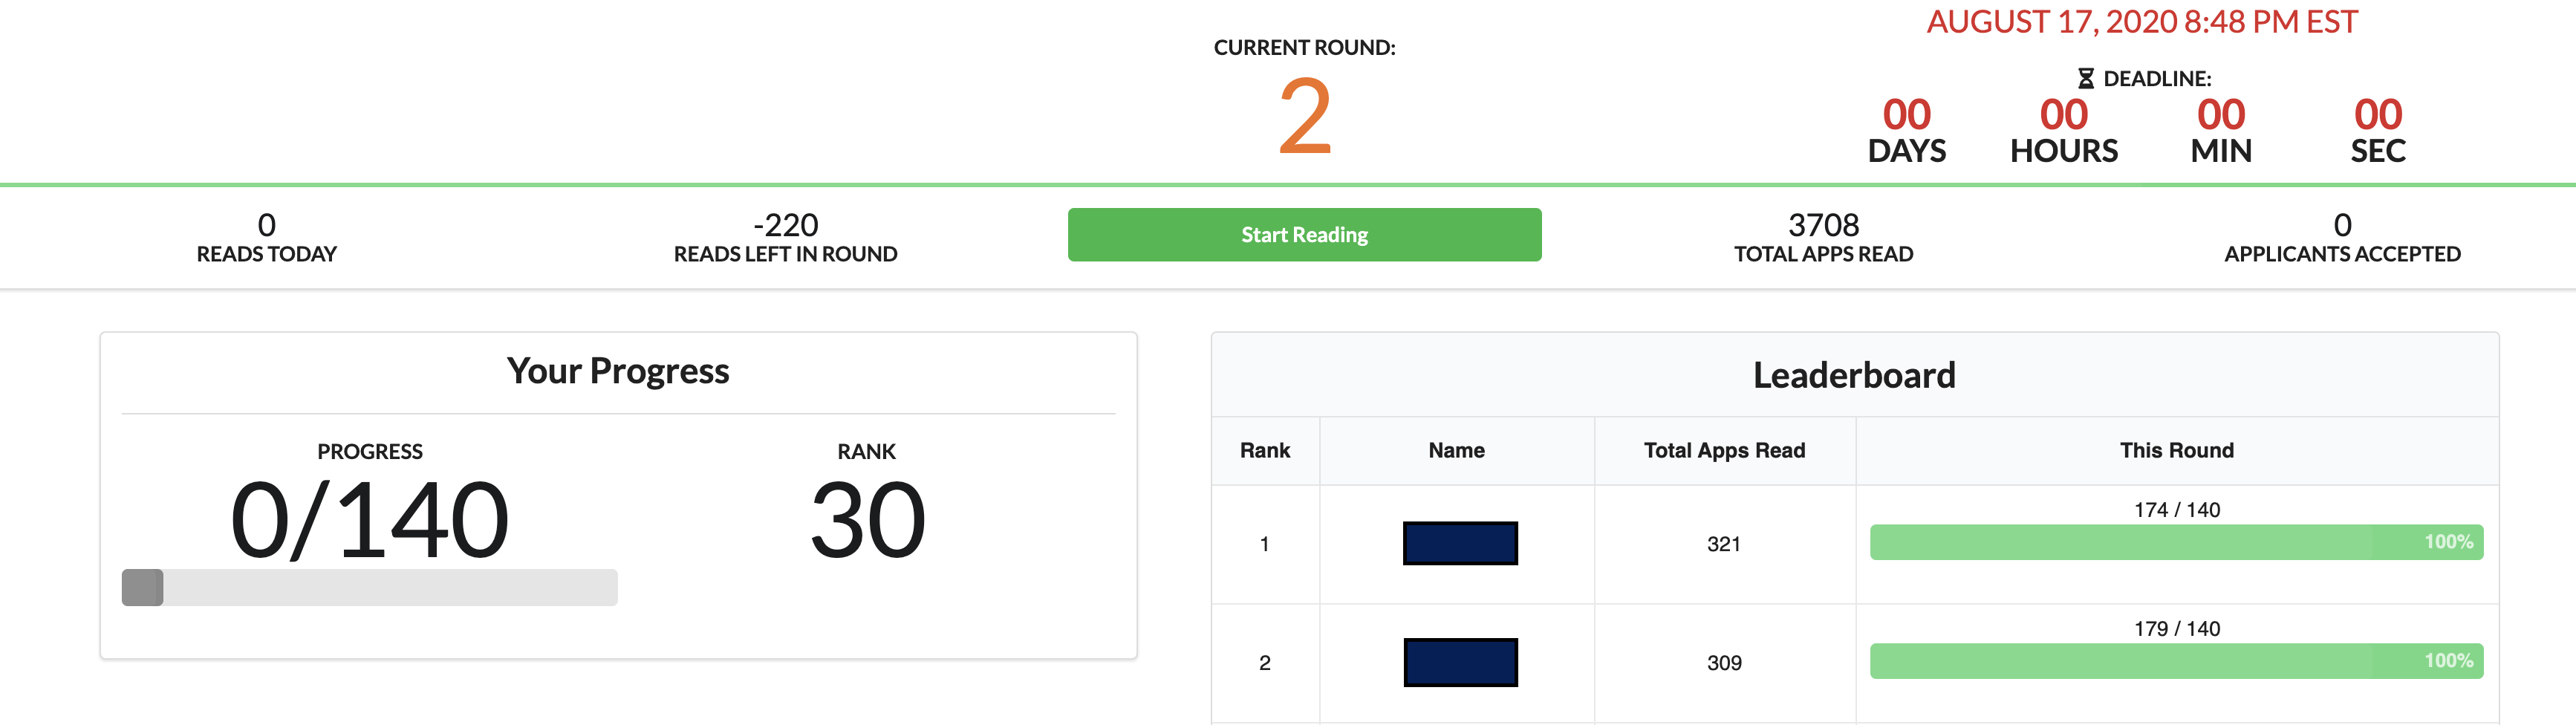 AUGUST 17, 2020 8:48 PM EST
CURRENT ROUND:
2
DEADLINE:
00 00 00 00
DAYS HOURS MIN SEC
0
READS TODAY
-220
READS LEFT IN ROUND
Start Reading
3708
TOTAL APPS READ
0
APPLICANTS ACCEPTED
Your Progress
PROGRESS
0/140
RANK
30
Leaderboard
Rank Name Total Apps Read This Round
1 321 174 / 140
100%
2 309 179 / 140
100%